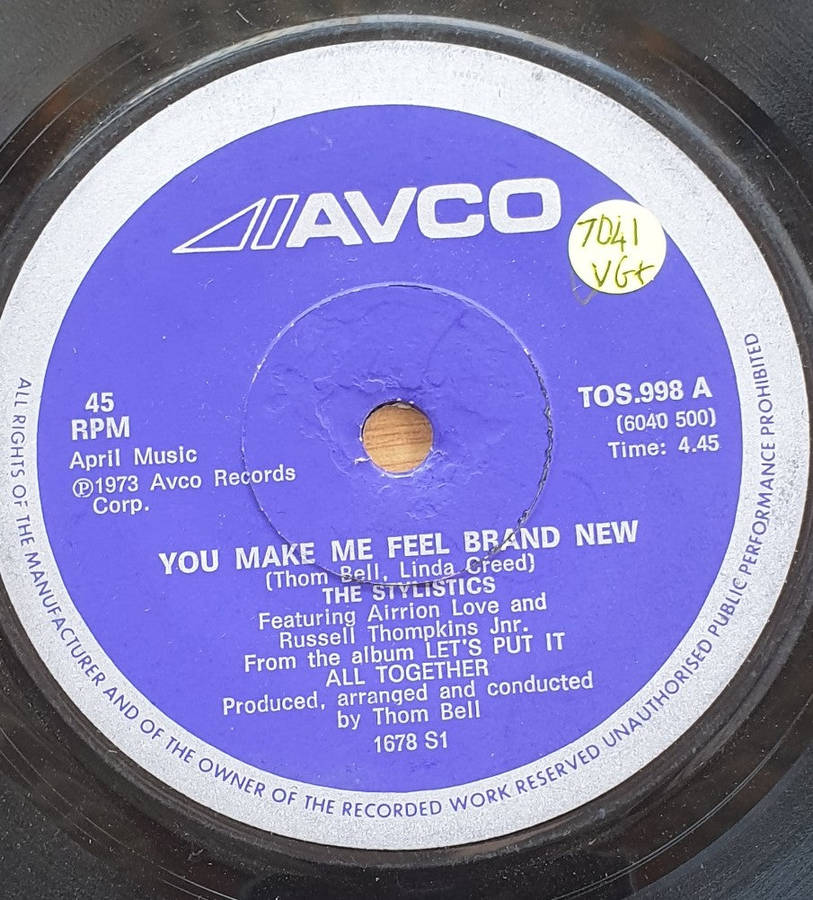 AVCO
7041
VG+
45
RPM
April Music
℗1973 Avco Records
Corp.
TOS.998 A
(6040 500)
Time: 4.45
YOU MAKE ME FEEL BRAND NEW
(Thom Bell, Linda Creed)
THE STYLISTICS
Featuring Airrion Love and
Russell Thompkins Jnr.
From the album LET'S PUT IT
ALL TOGETHER
Produced, arranged and conducted
by Thom Bell
1678 S1
ALL RIGHTS OF THE MANUFACTURER AND OF THE OWNER OF THE RECORDED WORK RESERVED UNAUTHORISED PUBLIC PERFORMANCE PROHIBITED